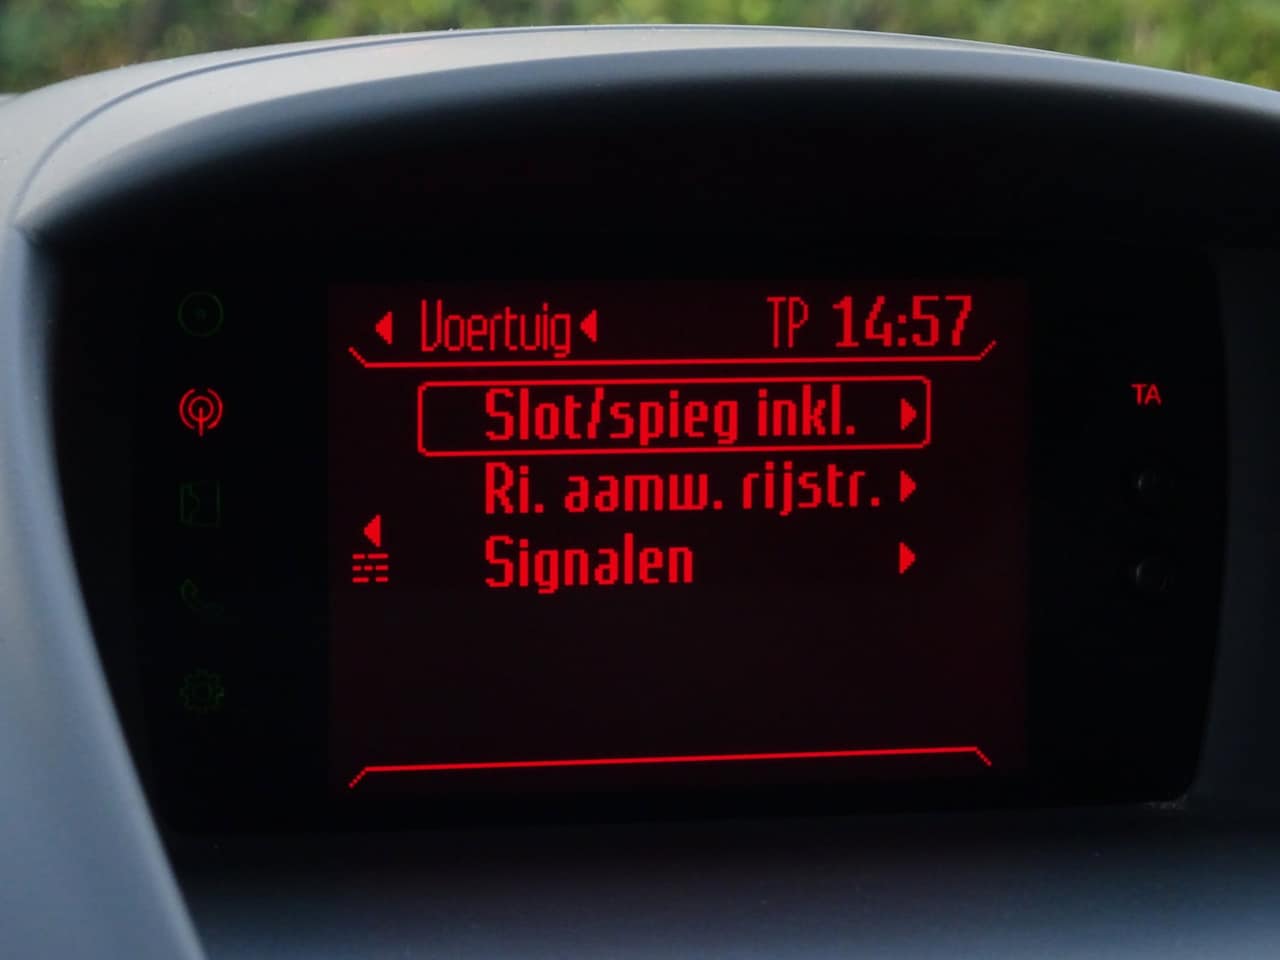 Voertuig TP 14:57
Slot/spieg inkl.
TA
Ri. aamw. rijstr.
Signalen